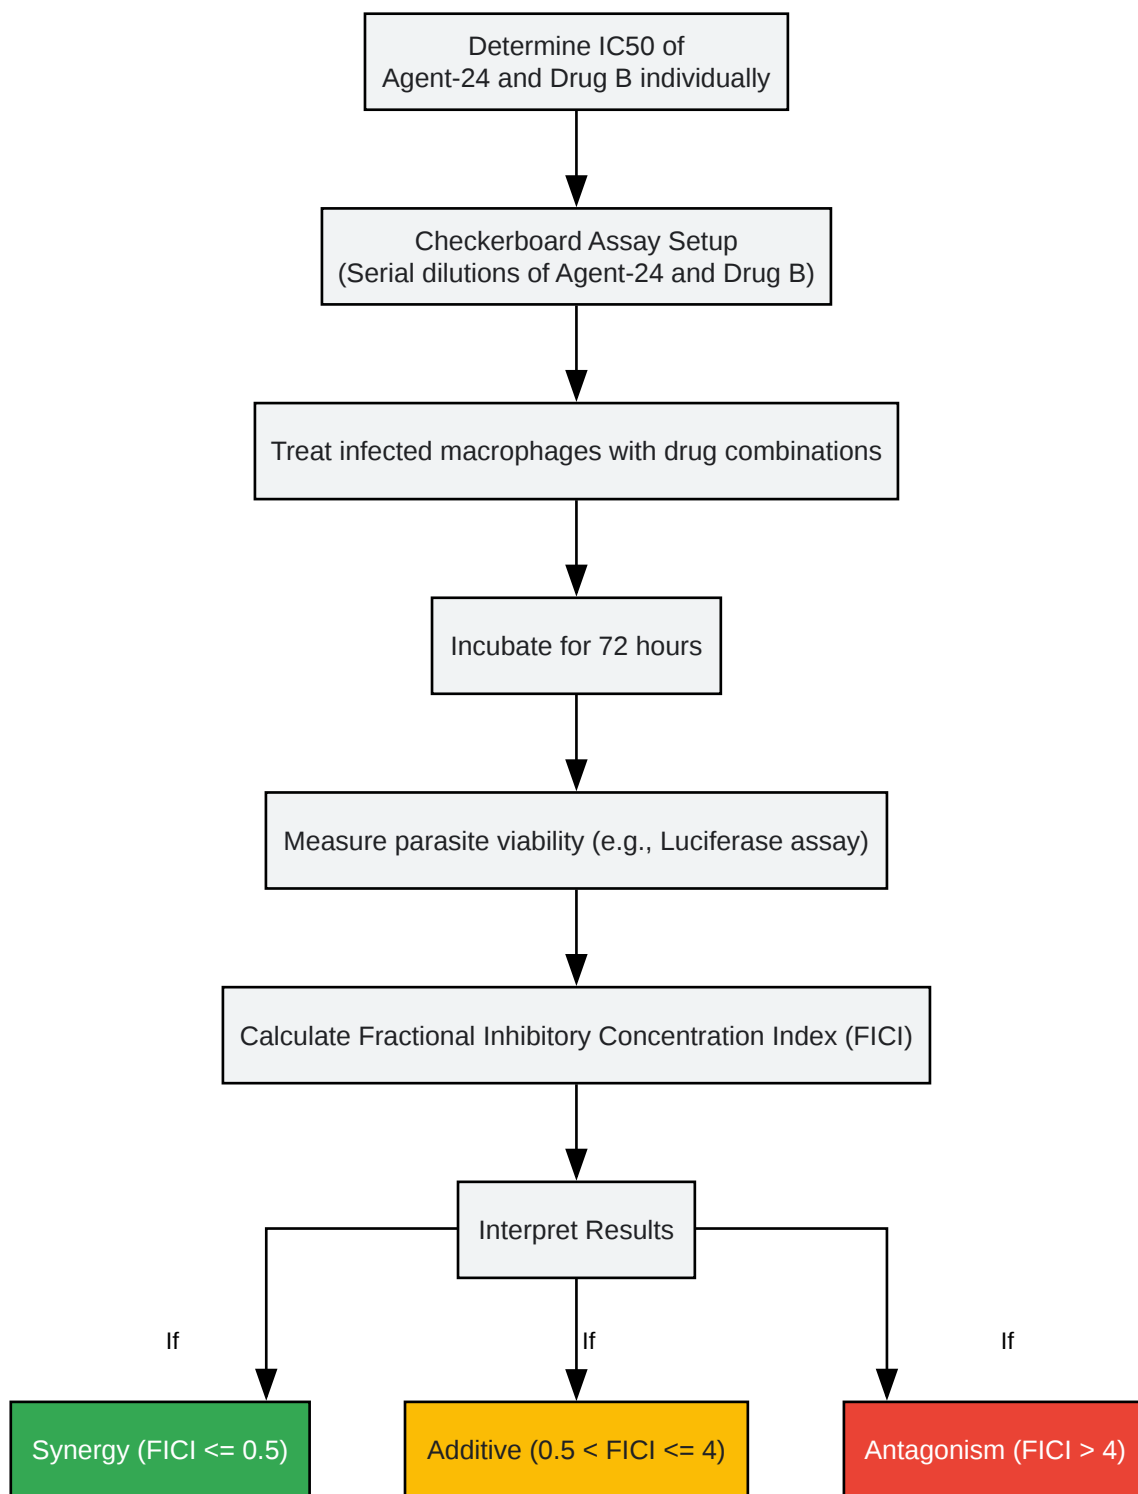 Determine IC50 of
Agent-24 and Drug B individually
Checkerboard Assay Setup
(Serial dilutions of Agent-24 and Drug B)
Treat infected macrophages with drug combinations
Incubate for 72 hours
Measure parasite viability (e.g., Luciferase assay)
Calculate Fractional Inhibitory Concentration Index (FICI)
Interpret Results
If
If
If
Synergy (FICI <= 0.5)
Additive (0.5 < FICI <= 4)
Antagonism (FICI > 4)